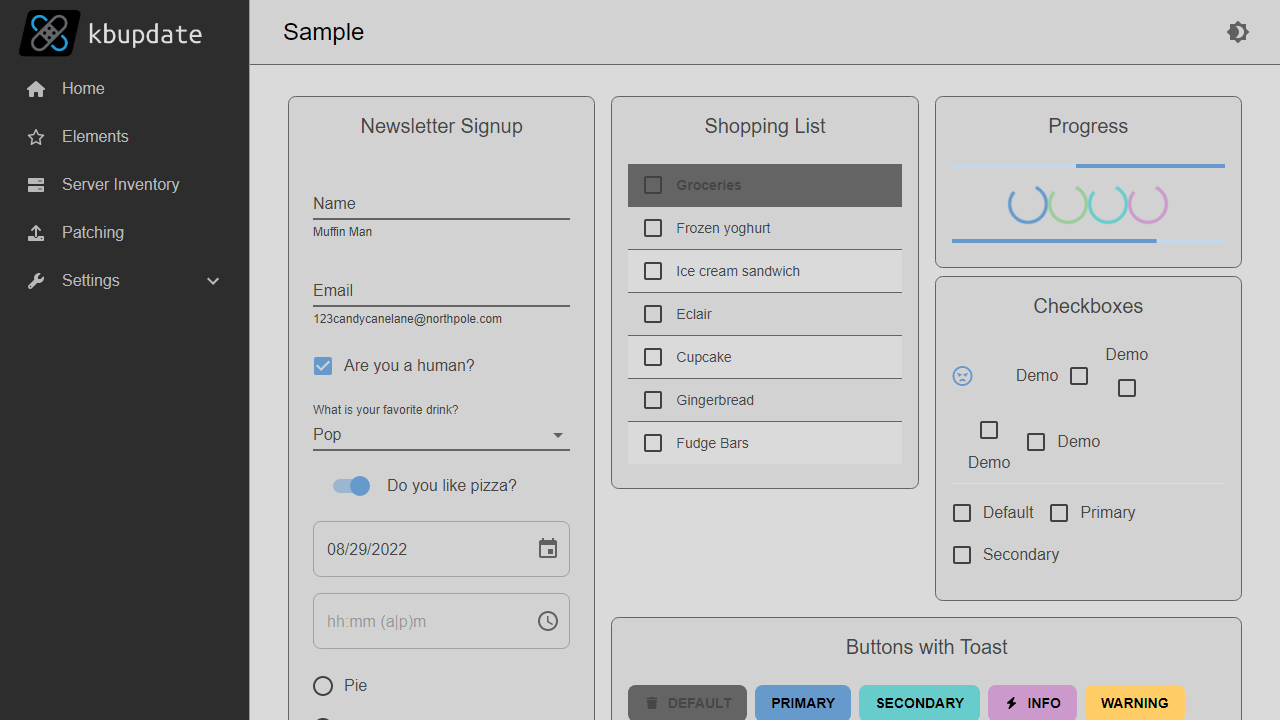 kbupdate
Home
Elements
Server Inventory
Patching
Settings
Sample
Newsletter Signup
Name
Muffin Man
Email
123candycanelane@northpole.com
Are you a human?
What is your favorite drink?
Pop
Do you like pizza?
08/29/2022
hh:mm (a|p)m
Pie
Shopping List
Groceries
Frozen yoghurt
Ice cream sandwich
Eclair
Cupcake
Gingerbread
Fudge Bars
Progress
Checkboxes
Demo
Demo
Demo
Demo
Default Primary
Secondary
Buttons with Toast
DEFAULT PRIMARY SECONDARY INFO WARNING